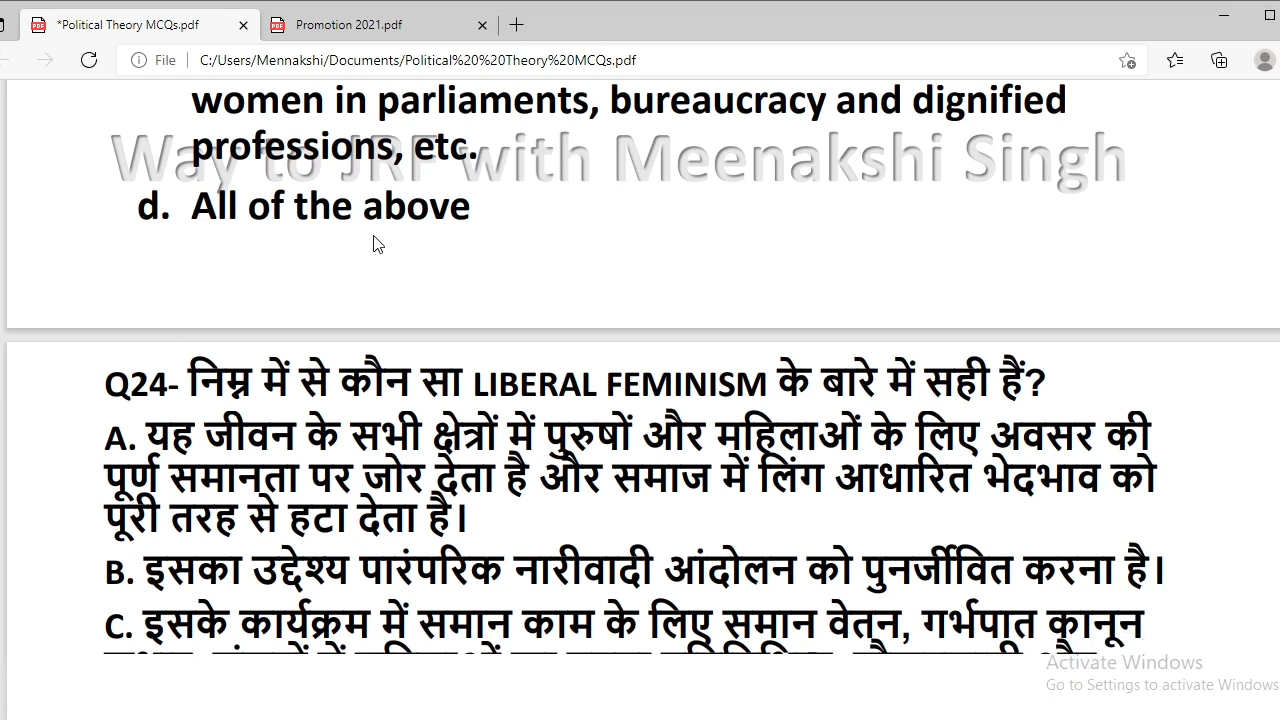 *Political Theory MCQs.pdf
Promotion 2021.pdf
File
C:/Users/Mennakshi/Documents/Political%20%20Theory%20MCQs.pdf
women in parliaments, bureaucracy and dignified
professions, etc.
Way to JRF with Meenakshi Singh
d. All of the above
Q24- निम्न में से कौन सा LIBERAL FEMINISM के बारे में सही हैं?
A. यह जीवन के सभी क्षेत्रों में पुरुषों और महिलाओं के लिए अवसर की
पूर्ण समानता पर जोर देता है और समाज में लिंग आधारित भेदभाव को
पूरी तरह से हटा देता है।
B. इसका उद्देश्य पारंपरिक नारीवादी आंदोलन को पुनर्जीवित करना है।
C. इसके कार्यक्रम में समान काम के लिए समान वेतन, गर्भपात कानून
Activate Windows
Go to Settings to activate Windows